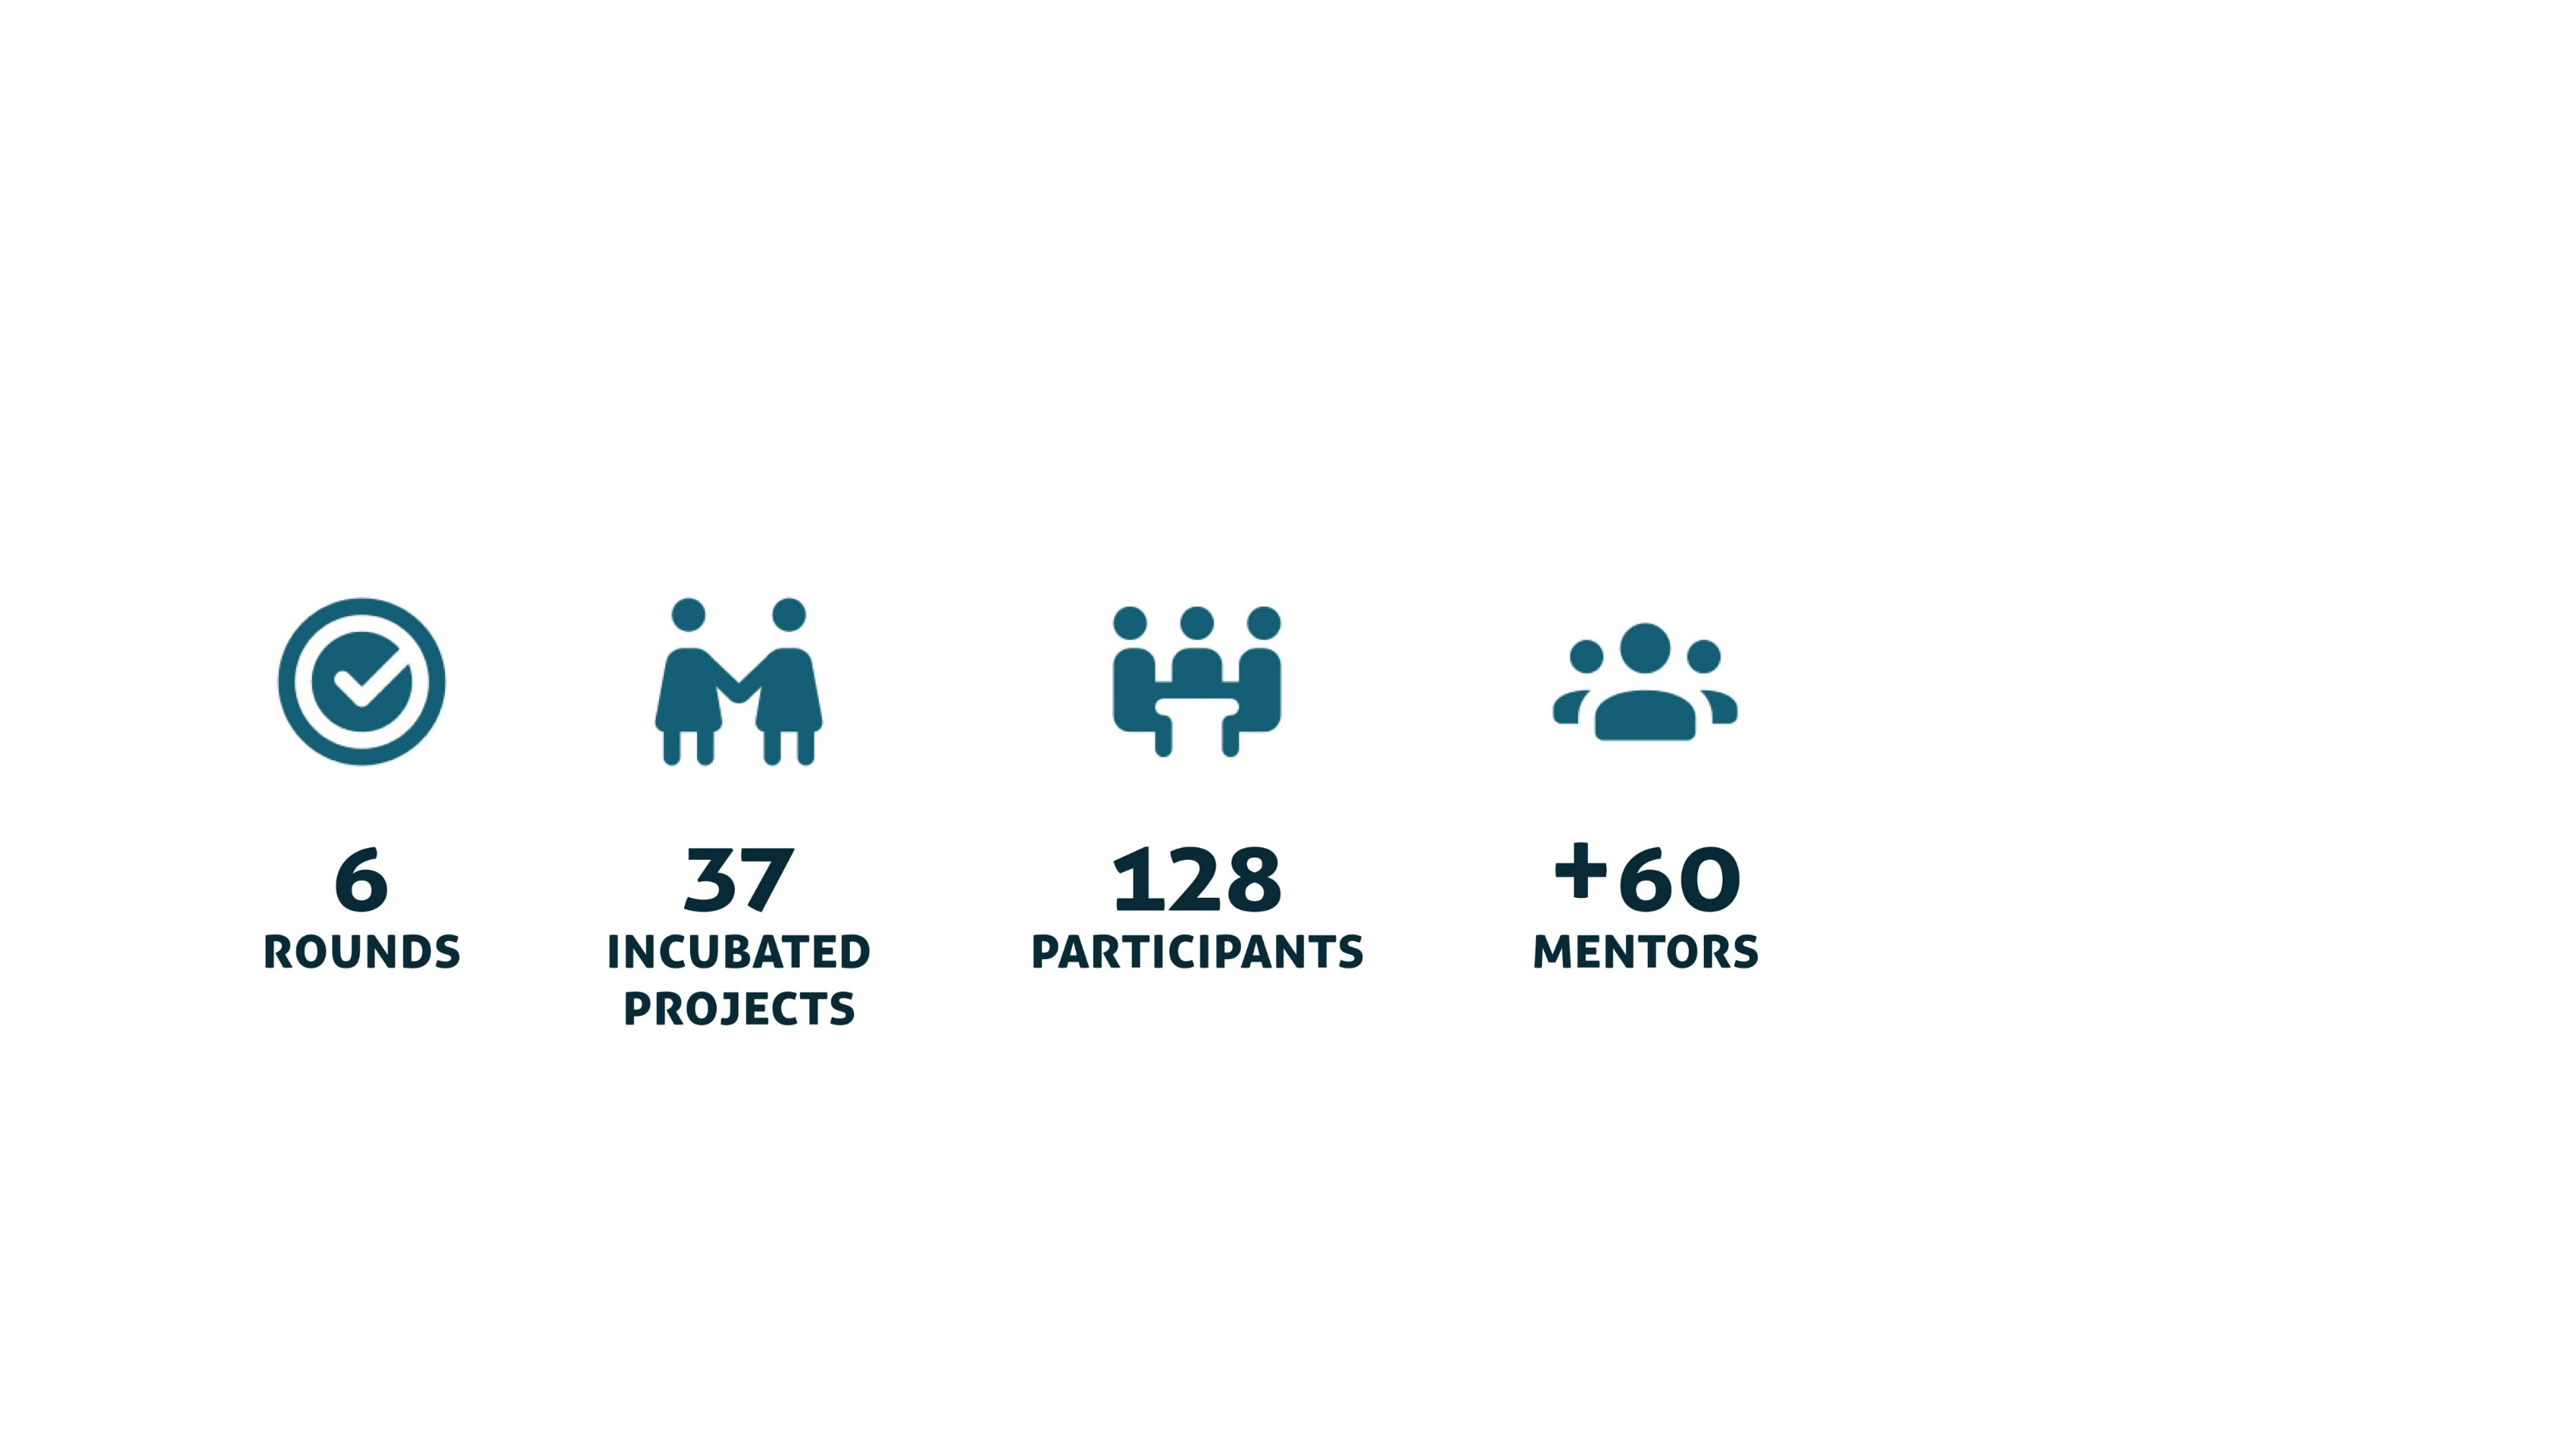 6
ROUNDS
37
INCUBATED
PROJECTS
128
PARTICIPANTS
+60
MENTORS